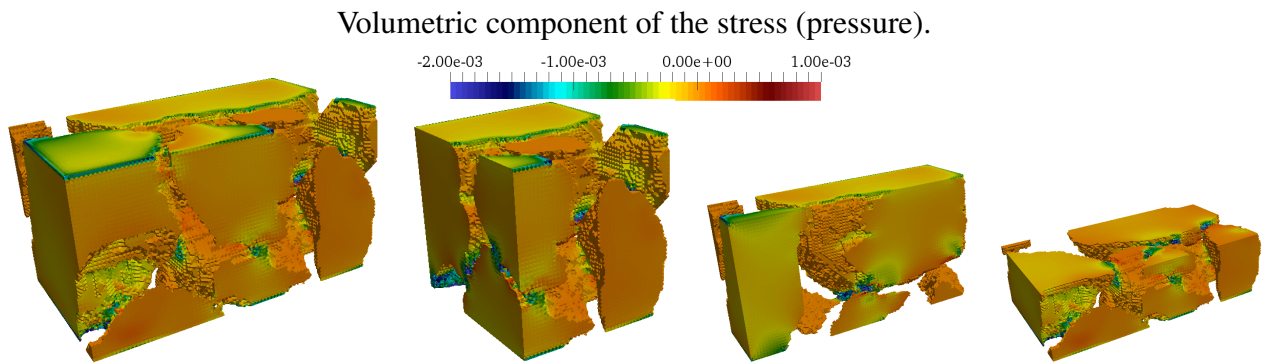 Volumetric component of the stress (pressure).
-2.00e-03 -1.00e-03 0.00e+00 1.00e-03